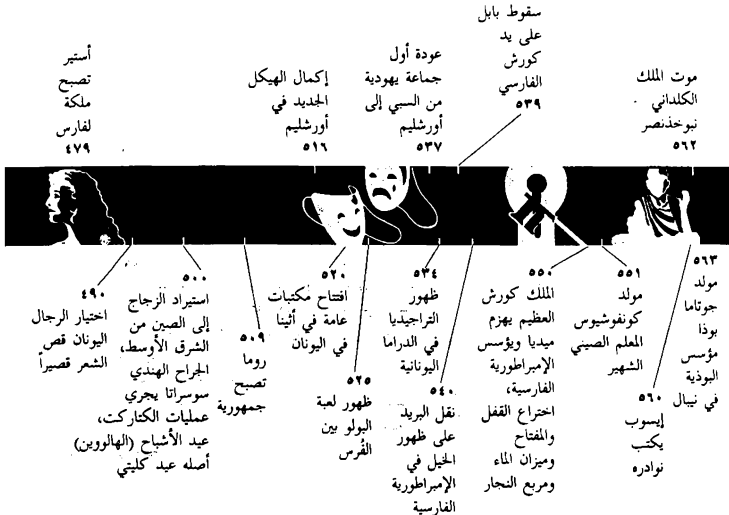 موت الملك
الكلداني
نبوخذنصر
٥٦٢
سقوط بابل
على يد
كورش
الفارسي
٥٣٩
عودة أول
جماعة يهودية
من السبي إلى
أورشليم
٥٣٧
إكمال الهيكل
الجديد في
أورشليم
٥١٦
أستير
تصبح
ملكة
لفارس
٤٧٩
٥٦٣
مولد
جوتاما
بوذا
مؤسس
البوذية
في نيبال
٥٦٠
إيسوب
يكتب
نوادره
٥٥١
مولد
كونفوشيوس
المعلم الصيني
الشهير
٥٥٠
الملك كورش
العظيم يهزم
ميديا ويؤسس
الإمبراطورية
الفارسية،
اختراع القفل
والمفتاح
وميزان الماء
ومربع النجار
٥٤٠
نقل البريد
على ظهور
الخيل في
الإمبراطورية
الفارسية
٥٣٤
ظهور
التراجيديا
في الدراما
اليونانية
٥٢٥
ظهور لعبة
البولو بين
الفُرس
٥٢٠
افتتاح مكتبات
عامة في أثينا
في اليونان
٥٠٩
روما
تصبح
جمهورية
٥٠٠
استيراد الزجاج
إلى الصين من
الشرق الأوسط،
الجراح الهندي
سوسراتا يجري
عمليات الكتاركت،
عيد الأشباح (الهالووين)
أصله عيد كليتي
٤٩٠
اختيار الرجال
اليونان قص
الشعر قصيراً